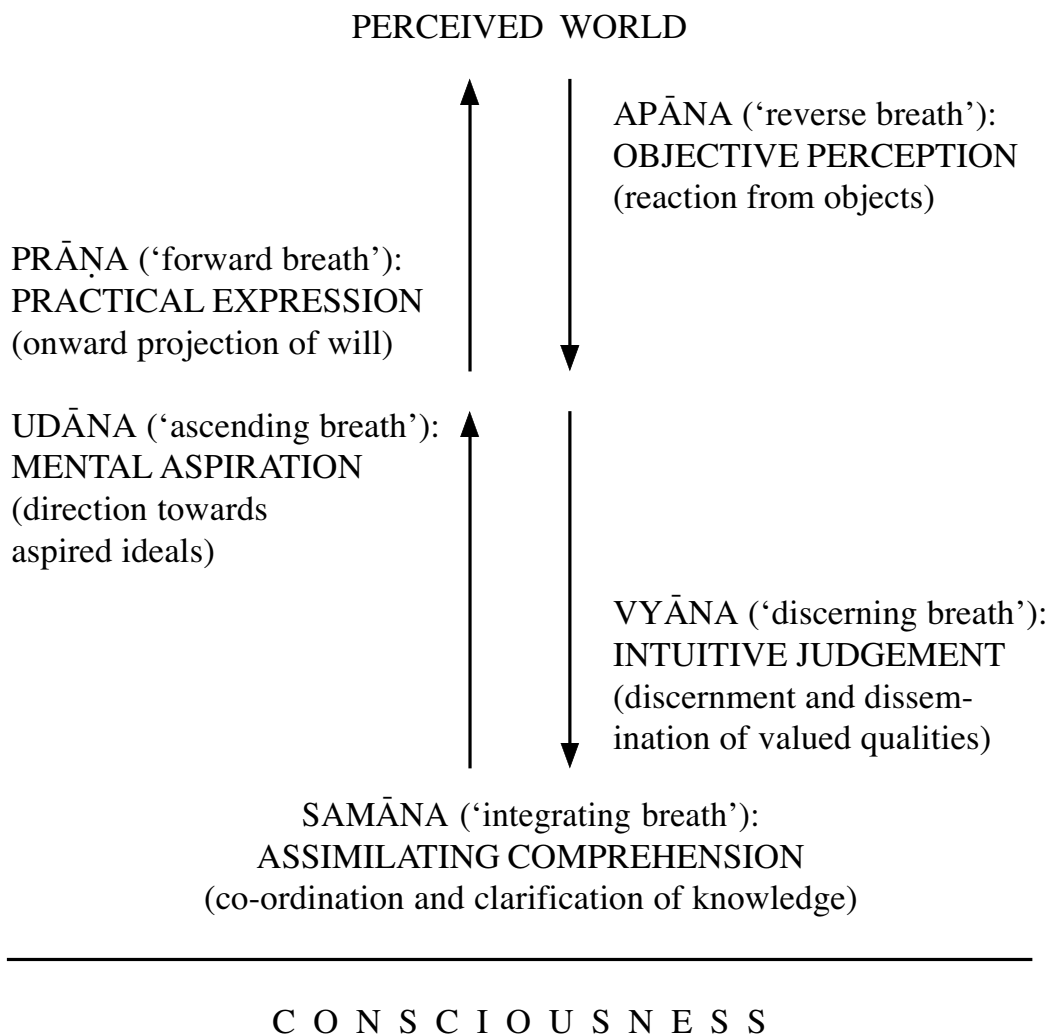 PERCEIVED WORLD
APĀNA (‘reverse breath’):
OBJECTIVE PERCEPTION
(reaction from objects)
PRĀṆA (‘forward breath’):
PRACTICAL EXPRESSION
(onward projection of will)
UDĀNA (‘ascending breath’):
MENTAL ASPIRATION
(direction towards
aspired ideals)
VYĀNA (‘discerning breath’):
INTUITIVE JUDGEMENT
(discernment and dissem-
ination of valued qualities)
SAMĀNA (‘integrating breath’):
ASSIMILATING COMPREHENSION
(co-ordination and clarification of knowledge)
C O N S C I O U S N E S S